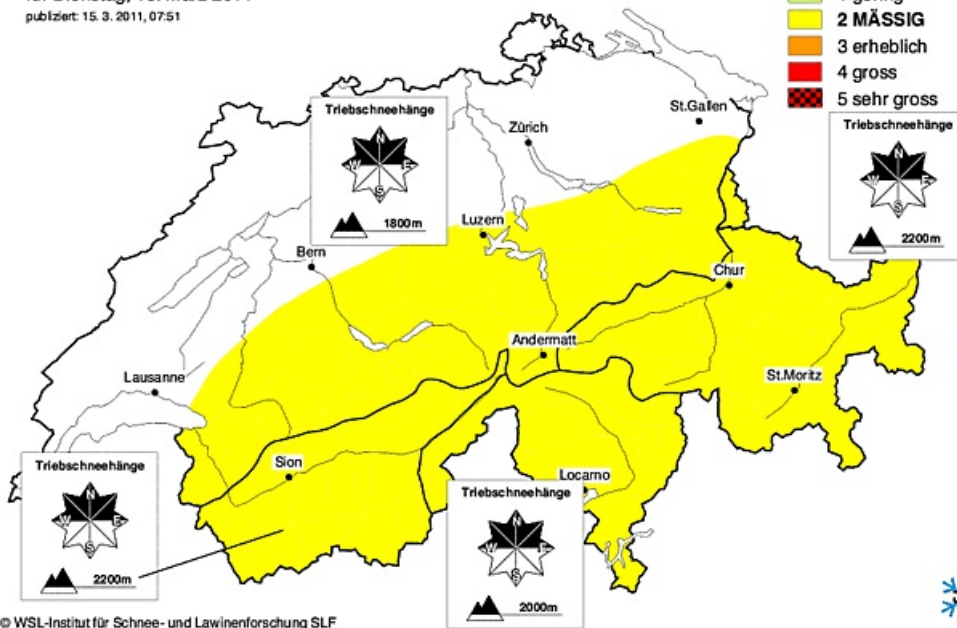 publiziert: 15. 3. 2011, 07:51
2 MÄSSIG
3 erheblich
4 gross
5 sehr gross
St.Gallen
Triebschneehänge
N
W
E
S
1800m
Zürich
Triebschneehänge
N
W
E
S
2200m
Luzern
Bern
Chur
Andermatt
St.Moritz
Lausanne
Triebschneehänge
N
W
E
S
2200m
Sion
Locarno
Triebschneehänge
N
W
E
S
2000m
© WSL-Institut für Schnee- und Lawinenforschung SLF